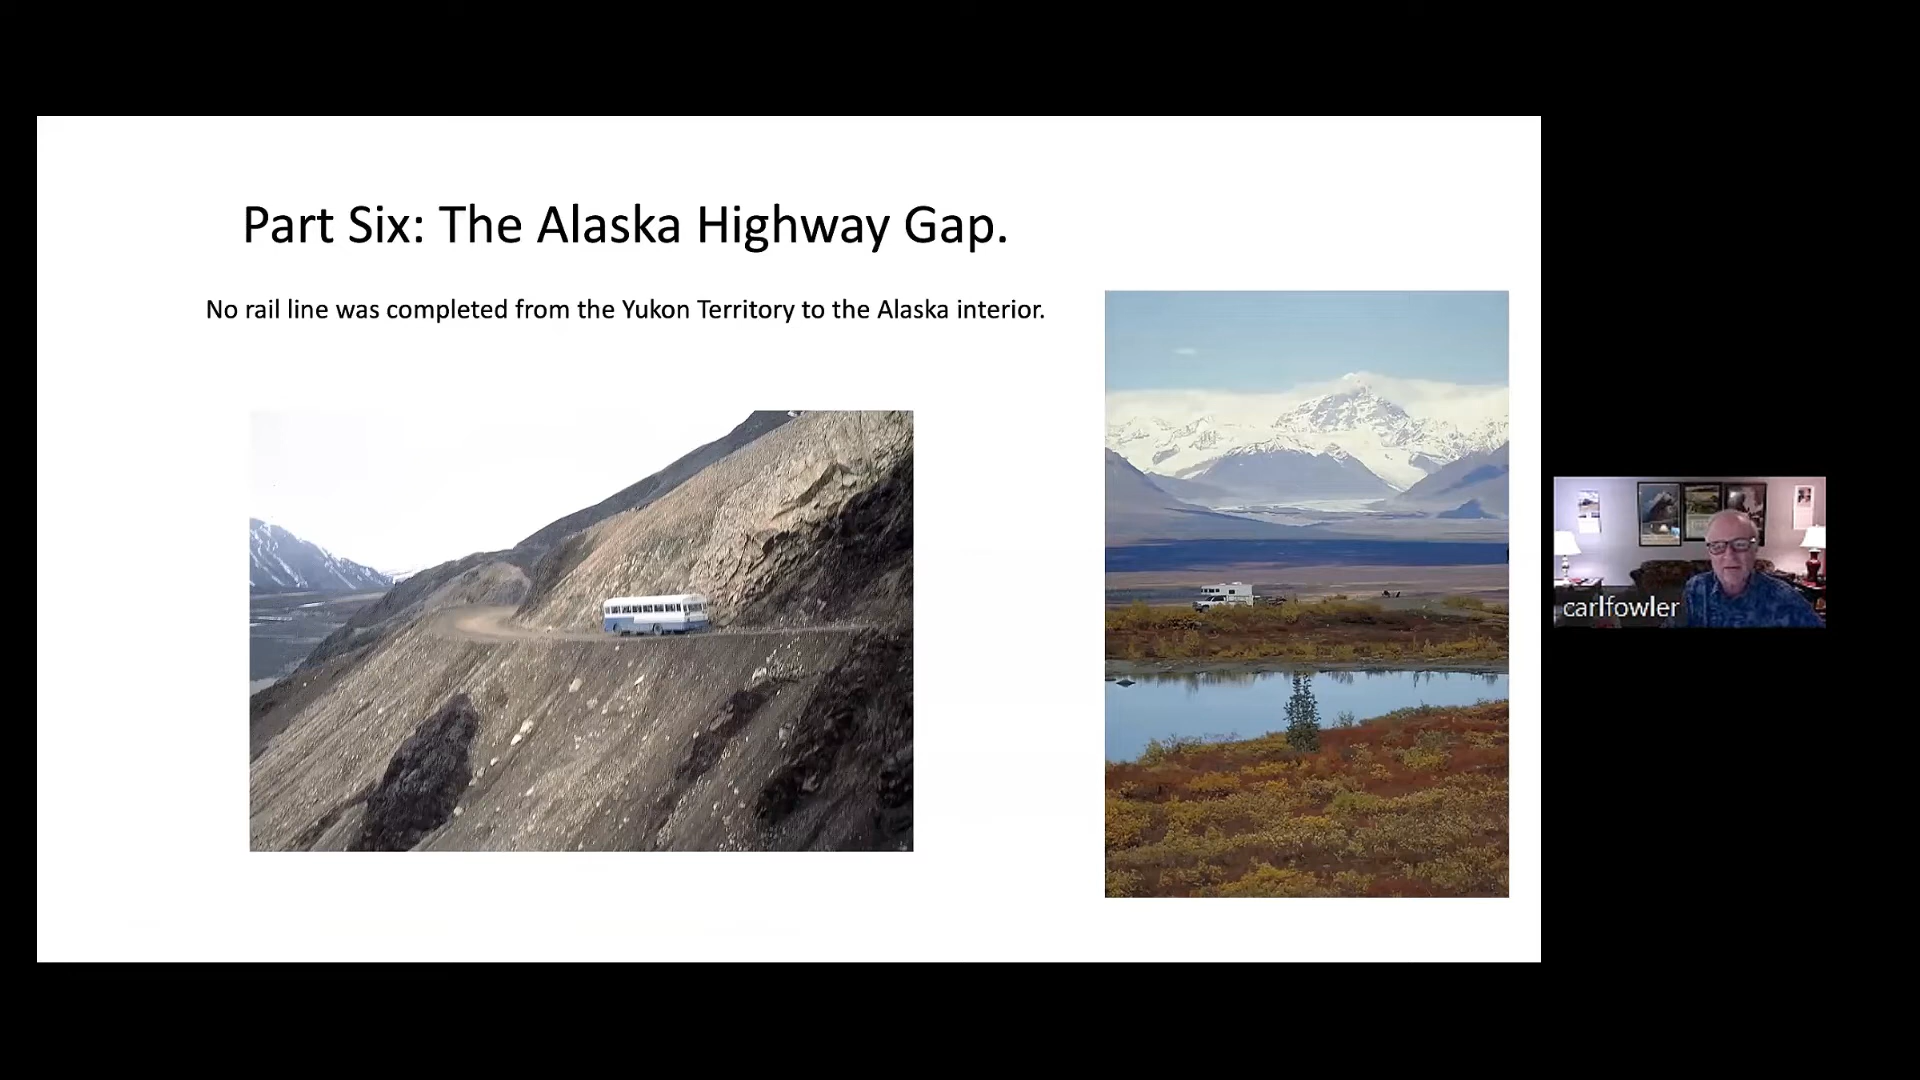 Part Six: The Alaska Highway Gap.
No rail line was completed from the Yukon Territory to the Alaska interior.
carlfowler